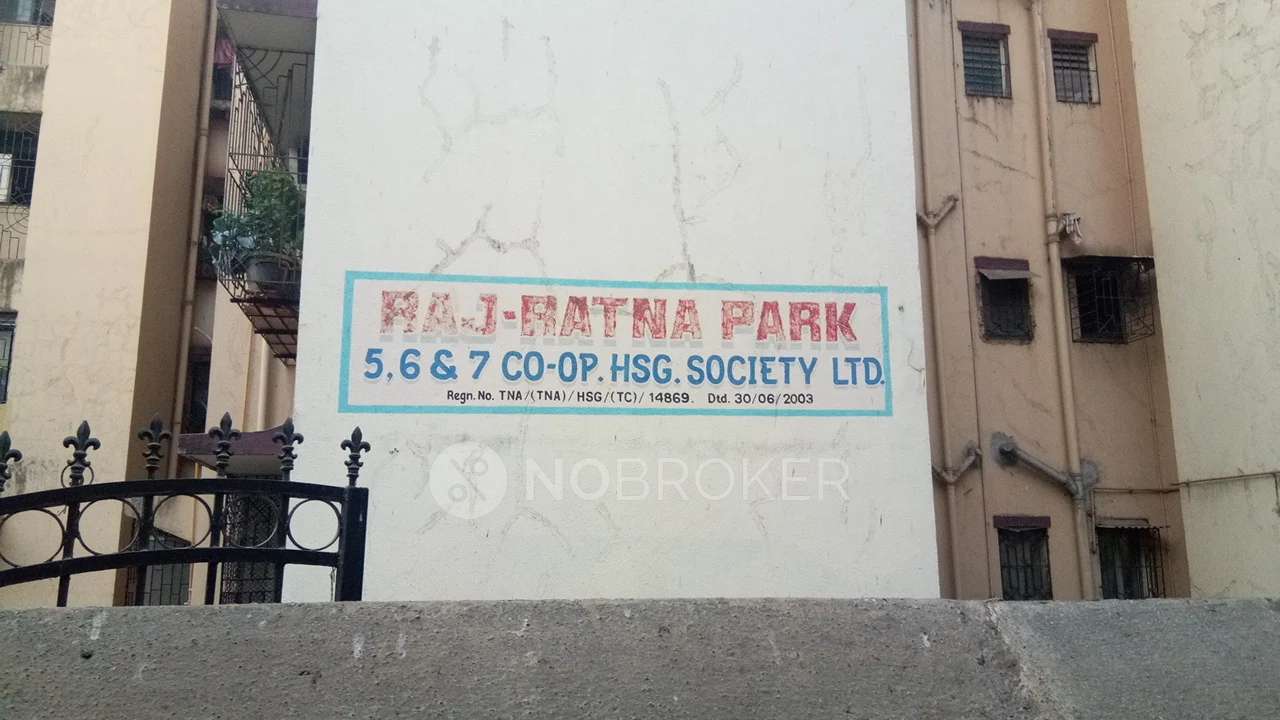 RAJ-RATNA PARK
5, 6 & 7 CO-OP. HSG. SOCIETY LTD.
Regn. No. TNA/(TNA)/HSG/(TC)/ 14869. Dtd. 30/06/2003
NOBROKER